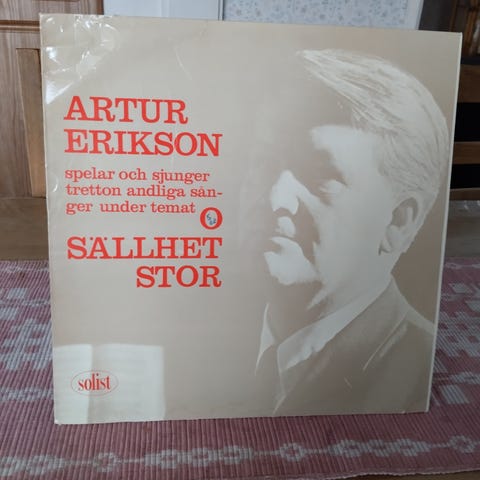 ARTUR
ERIKSON
spelar och sjunger
tretton andliga sån-
ger under temat O
SÄLLHET
STOR
solist